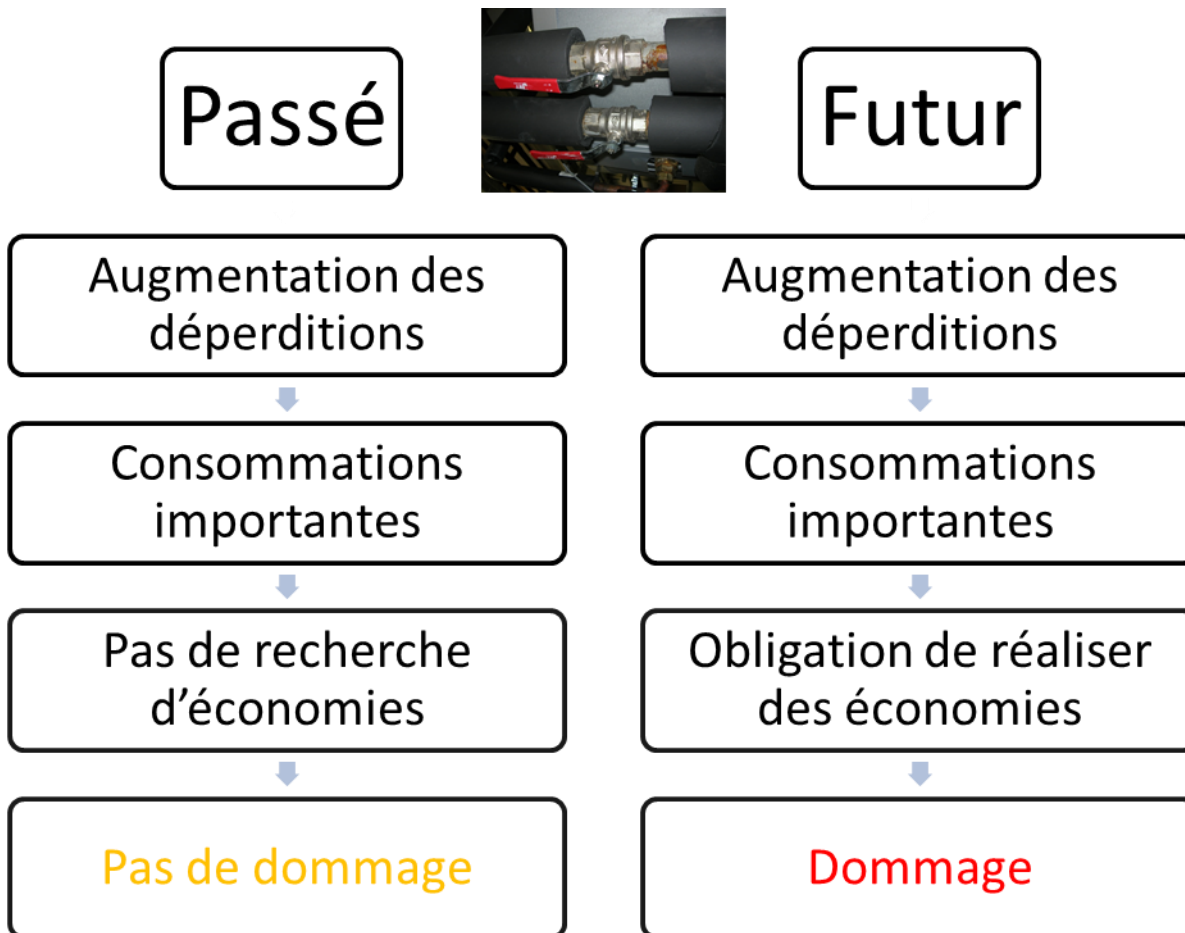 Passé
Futur
Augmentation des
déperditions
Consommations
importantes
Pas de recherche
d’économies
Pas de dommage
Augmentation des
déperditions
Consommations
importantes
Obligation de réaliser
des économies
Dommage